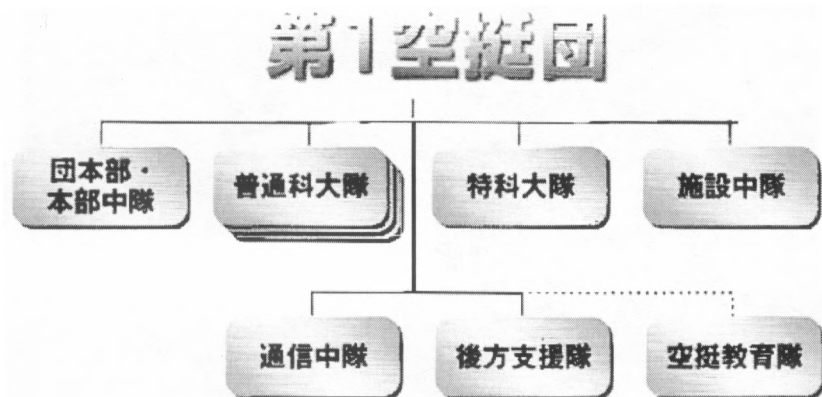 第1空挺団
団本部・
本部中隊
普通科大隊
特科大隊
施設中隊
通信中隊
後方支援隊
空挺教育隊